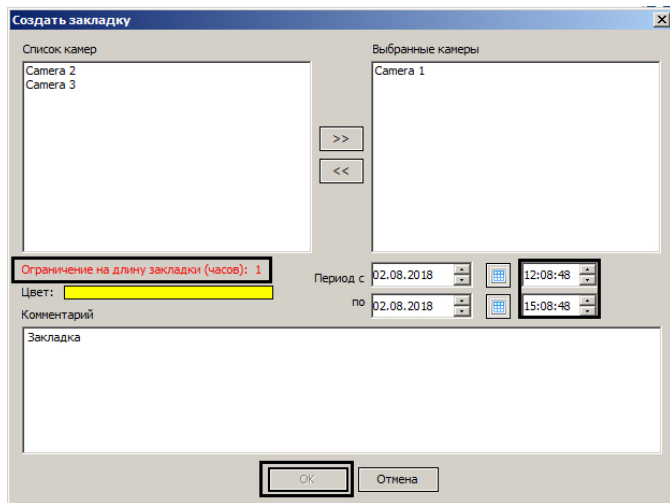 Создать закладку
Список камер
Выбранные камеры
Camera 2
Camera 3
Camera 1
>>
<<
Ограничение на длину закладки (часов): 1
Цвет:
Период с 02.08.2018 12:08:48
по 02.08.2018 15:08:48
Комментарий
Закладка
OK
Отмена